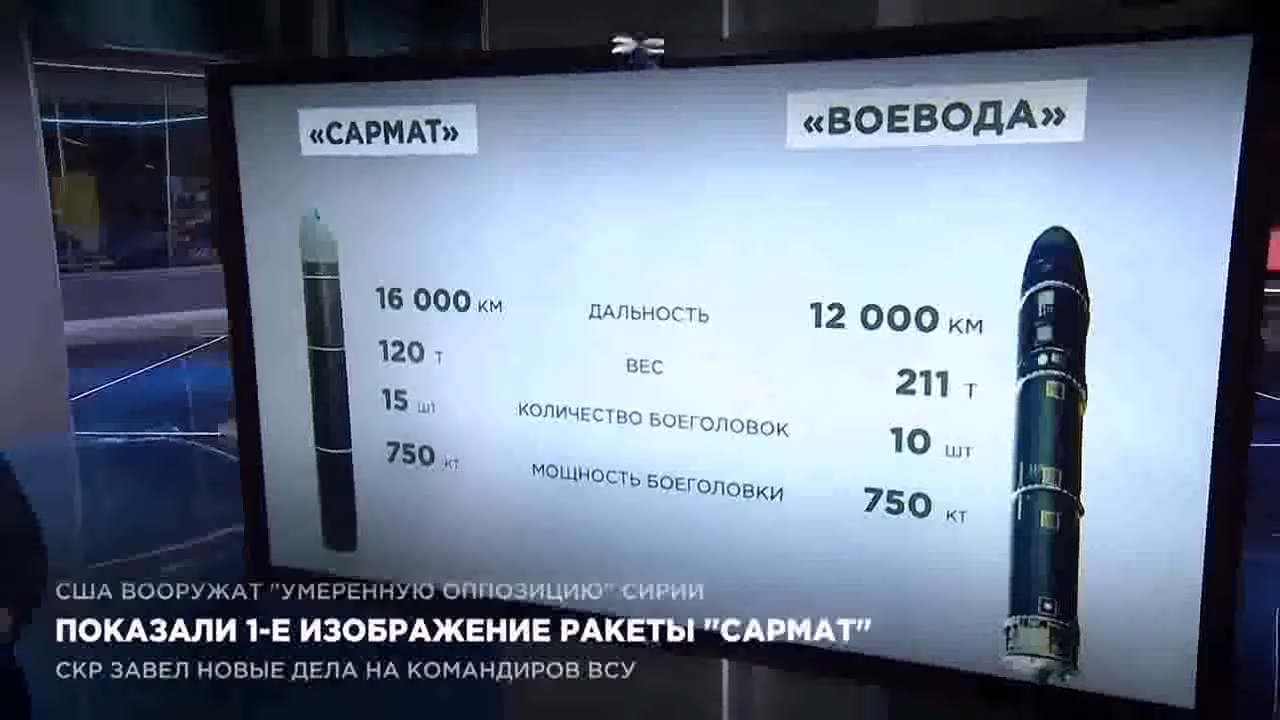 «САРМАТ»
«ВОЕВОДА»
16 000 КМ
ДАЛЬНОСТЬ
12 000 КМ
120 Т
ВЕС
211 Т
15 ШТ
КОЛИЧЕСТВО БОЕГОЛОВОК
10 ШТ
750 КТ
МОЩНОСТЬ БОЕГОЛОВКИ
750 КТ
США ВООРУЖАТ "УМЕРЕННУЮ ОППОЗИЦИЮ" СИРИИ
ПОКАЗАЛИ 1-Е ИЗОБРАЖЕНИЕ РАКЕТЫ "САРМАТ"
СКР ЗАВЕЛ НОВЫЕ ДЕЛА НА КОМАНДИРОВ ВСУ